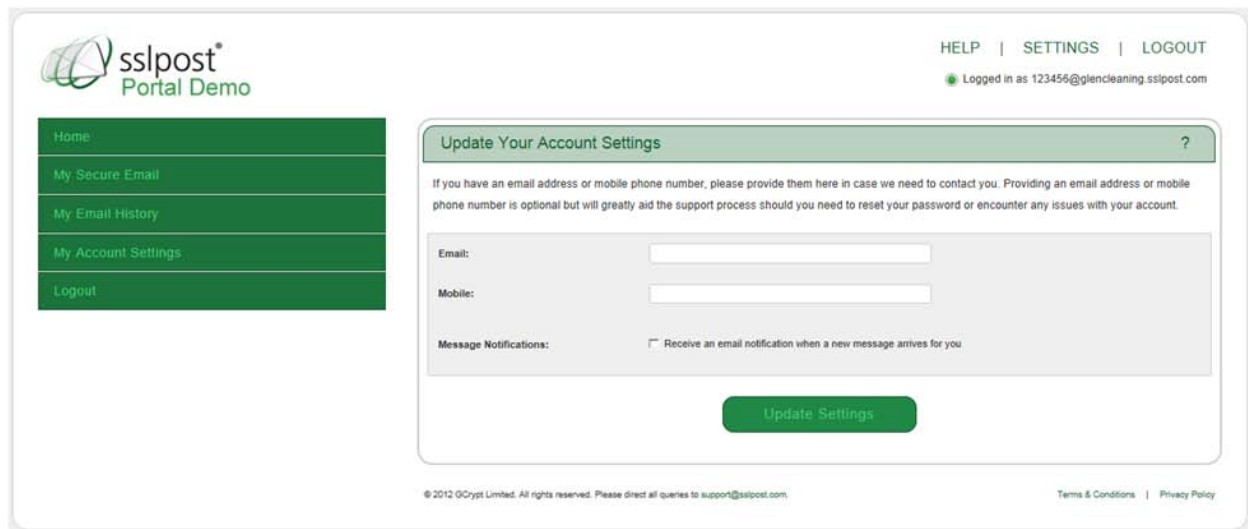 sslpost®
Portal Demo
HELP | SETTINGS | LOGOUT
Logged in as 123456@glencleaning.sslpost.com
Home
My Secure Email
My Email History
My Account Settings
Logout
Update Your Account Settings ?
If you have an email address or mobile phone number, please provide them here in case we need to contact you. Providing an email address or mobile
phone number is optional but will greatly aid the support process should you need to reset your password or encounter any issues with your account.
Email:
Mobile:
Message Notifications: Receive an email notification when a new message arrives for you
Update Settings
© 2012 GCrypt Limited. All rights reserved. Please direct all queries to support@sslpost.com. Terms & Conditions | Privacy Policy